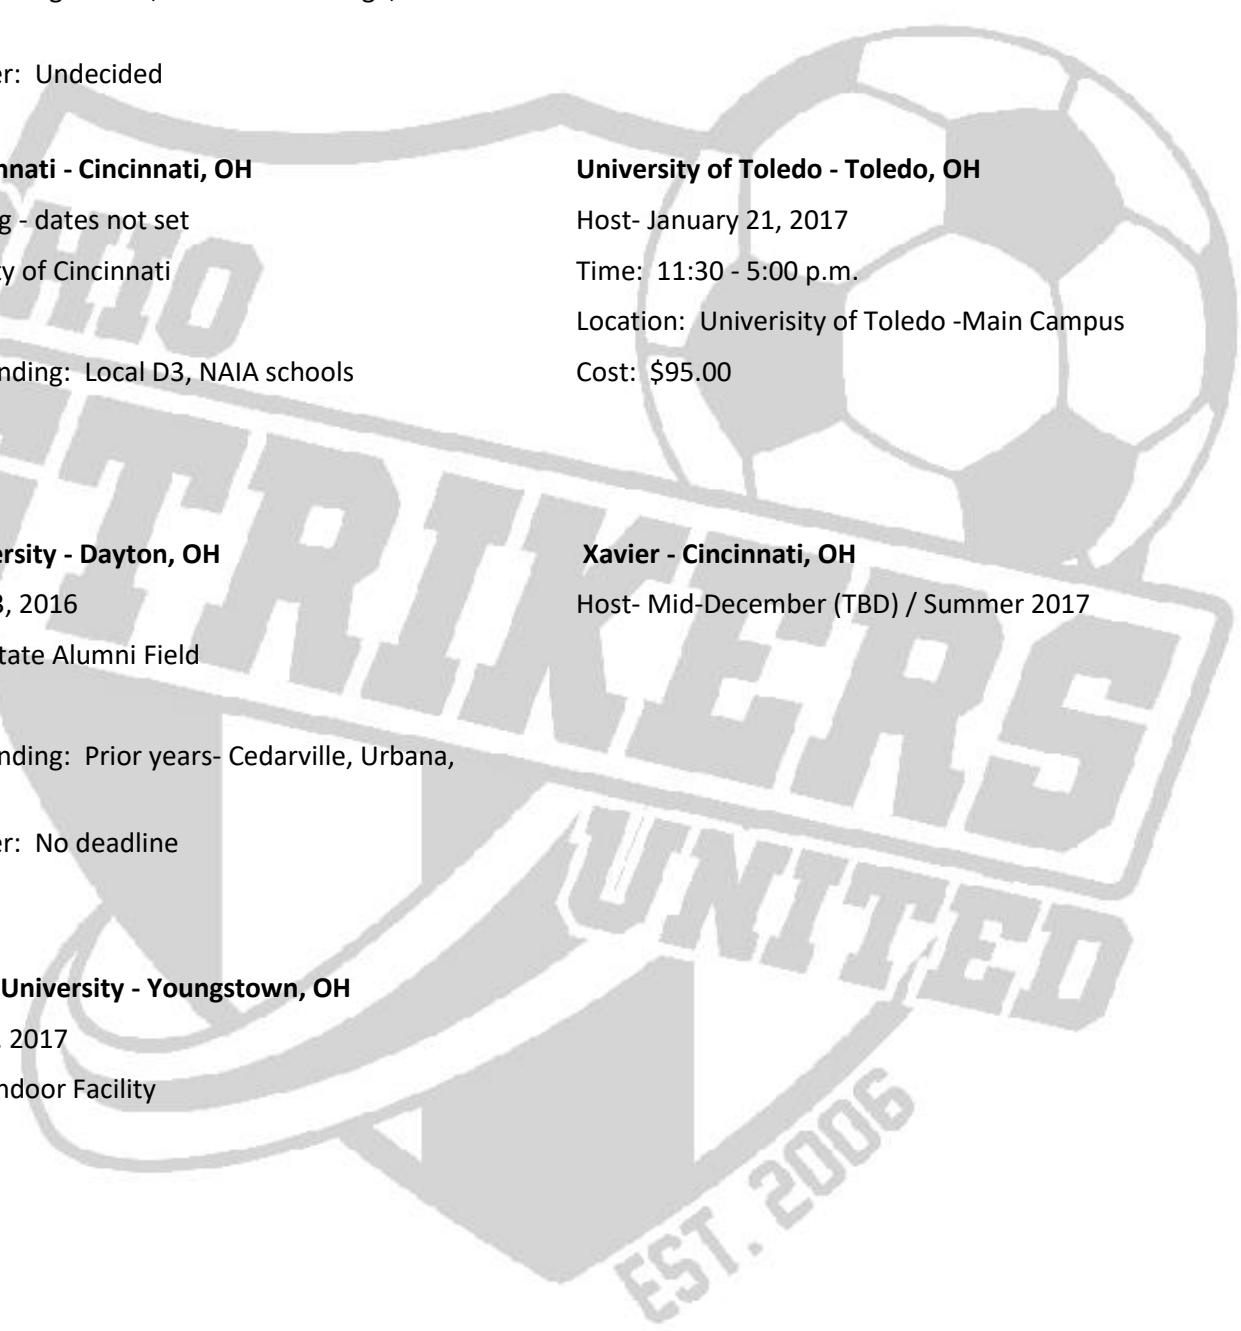 er: Undecided
nnati - Cincinnati, OH
g - dates not set
ty of Cincinnati
nding: Local D3, NAIA schools
ersity - Dayton, OH
3, 2016
tate Alumni Field
nding: Prior years- Cedarville, Urbana,
er: No deadline
University - Youngstown, OH
, 2017
ndoor Facility
University of Toledo - Toledo, OH
Host- January 21, 2017
Time: 11:30 - 5:00 p.m.
Location: Univerisity of Toledo -Main Campus
Cost: $95.00
Xavier - Cincinnati, OH
Host- Mid-December (TBD) / Summer 2017
OHIO
STRIKERS
UNITED
EST. 2006